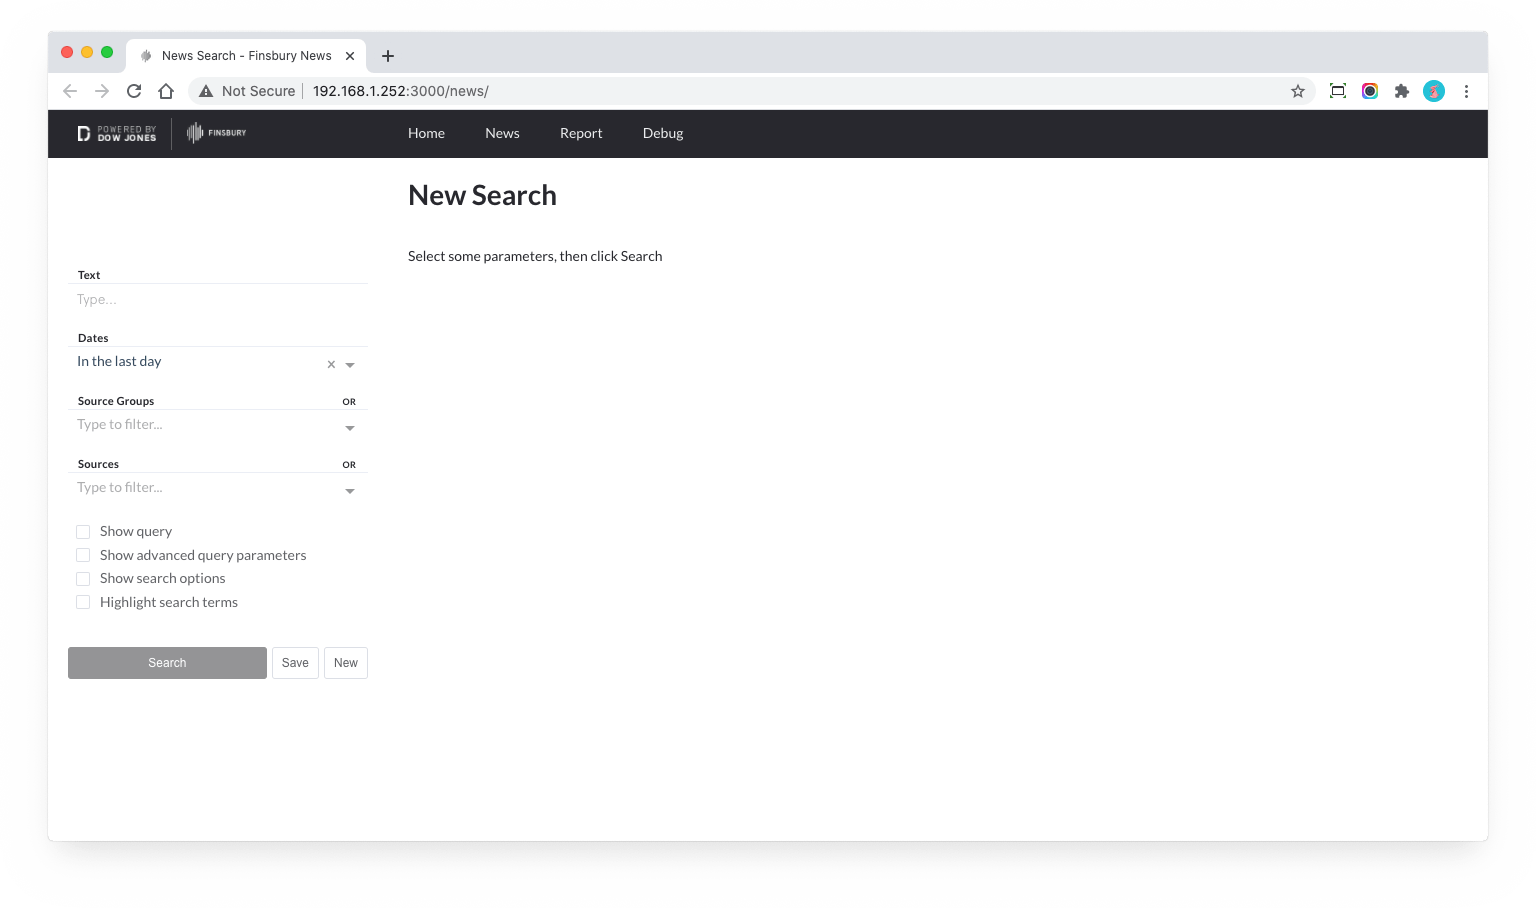 News Search - Finsbury News
Not Secure
192.168.1.252:3000/news/
POWERED BY
DOW JONES
FINSBURY
Home
News
Report
Debug
New Search
Select some parameters, then click Search
Text
Type...
Dates
In the last day
Source Groups
OR
Type to filter...
Sources
OR
Type to filter...
Show query
Show advanced query parameters
Show search options
Highlight search terms
Search
Save
New